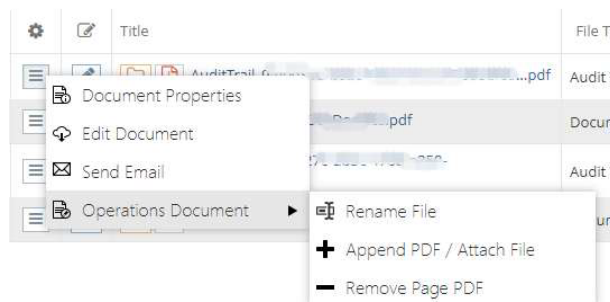 Title File T
AuditTrail ...pdf Audit
Document Properties
pdf Docur
Edit Document
Send Email Audit
Operations Document
Rename File
Append PDF / Attach File
Remove Page PDF